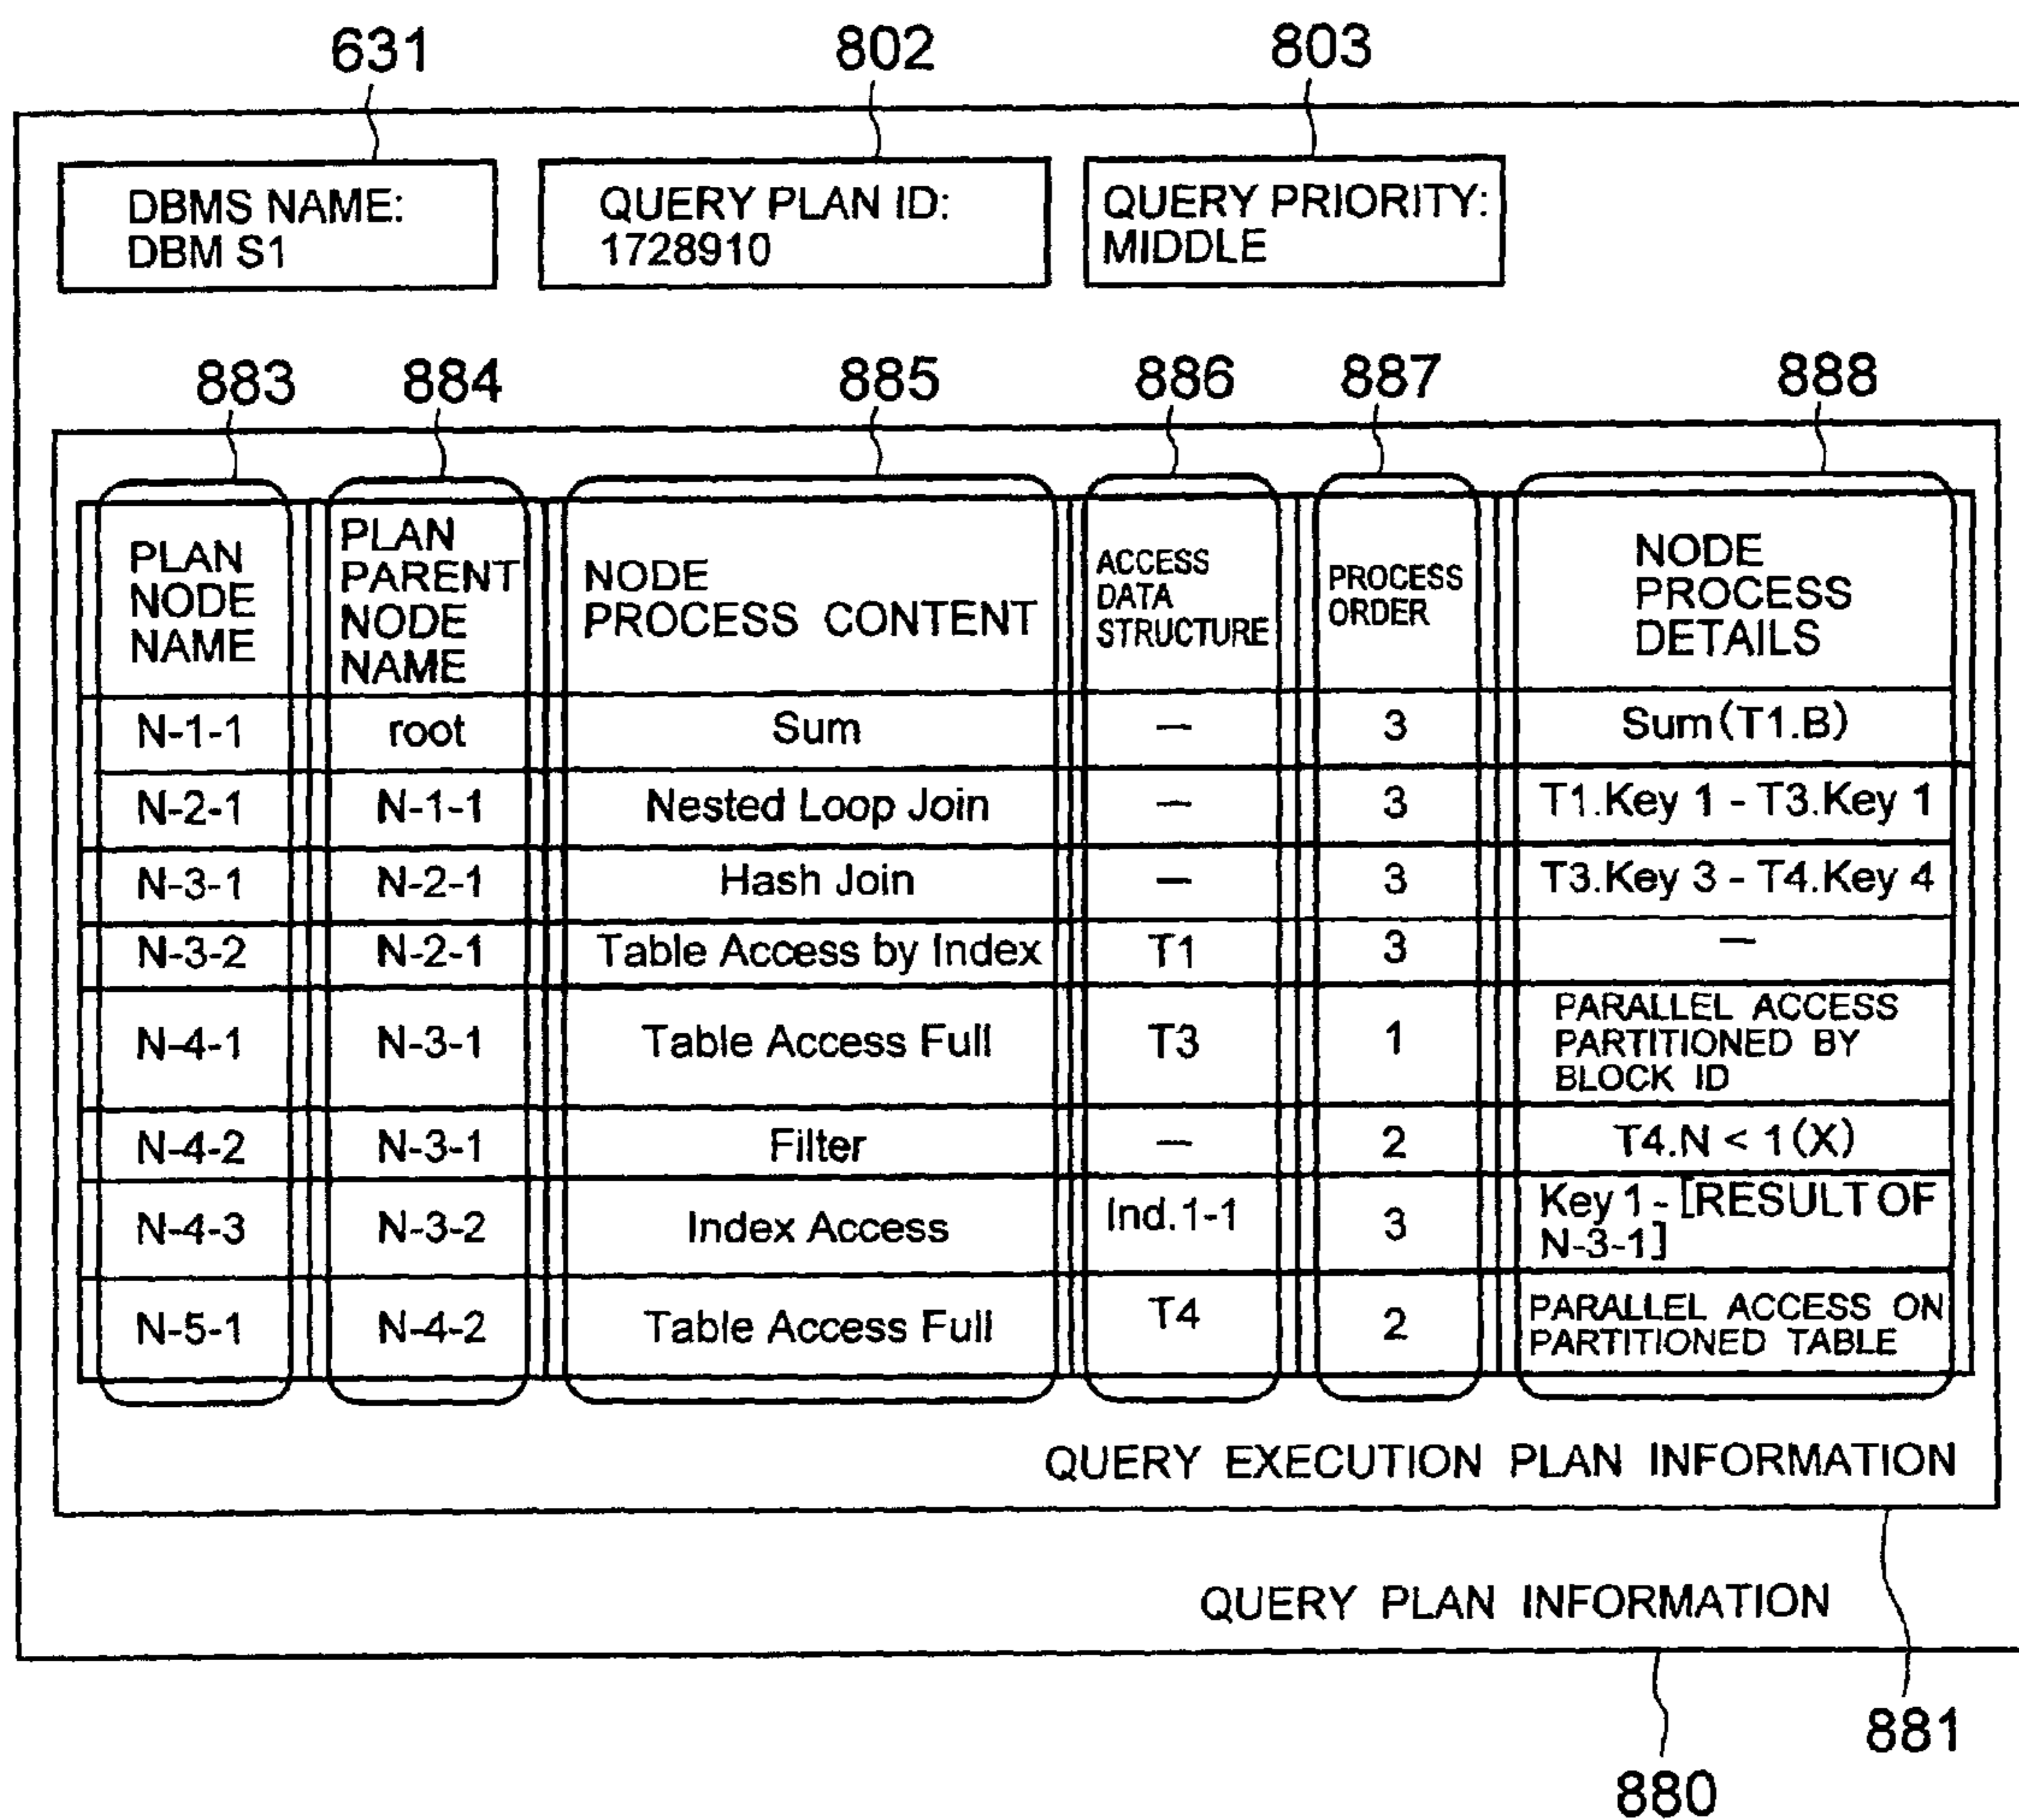 631 802 803
DBMS NAME: QUERY PLAN ID: QUERY PRIORITY:
DBM S1 1728910 MIDDLE
883 884 885 886 887 888
PLAN NODE NAME
PLAN PARENT NODE NAME
NODE PROCESS CONTENT
ACCESS DATA STRUCTURE
PROCESS ORDER
NODE PROCESS DETAILS
N-1-1 root Sum — 3 Sum(T1.B)
N-2-1 N-1-1 Nested Loop Join — 3 T1.Key 1 - T3.Key 1
N-3-1 N-2-1 Hash Join — 3 T3.Key 3 - T4.Key 4
N-3-2 N-2-1 Table Access by Index T1 3 —
N-4-1 N-3-1 Table Access Full T3 1 PARALLEL ACCESS
PARTITIONED BY
BLOCK ID
N-4-2 N-3-1 Filter — 2 T4.N < 1(X)
N-4-3 N-3-2 Index Access Ind.1-1 3 Key 1 - [RESULT OF
N-3-1]
N-5-1 N-4-2 Table Access Full T4 2 PARALLEL ACCESS ON
PARTITIONED TABLE
QUERY EXECUTION PLAN INFORMATION
QUERY PLAN INFORMATION
881
880